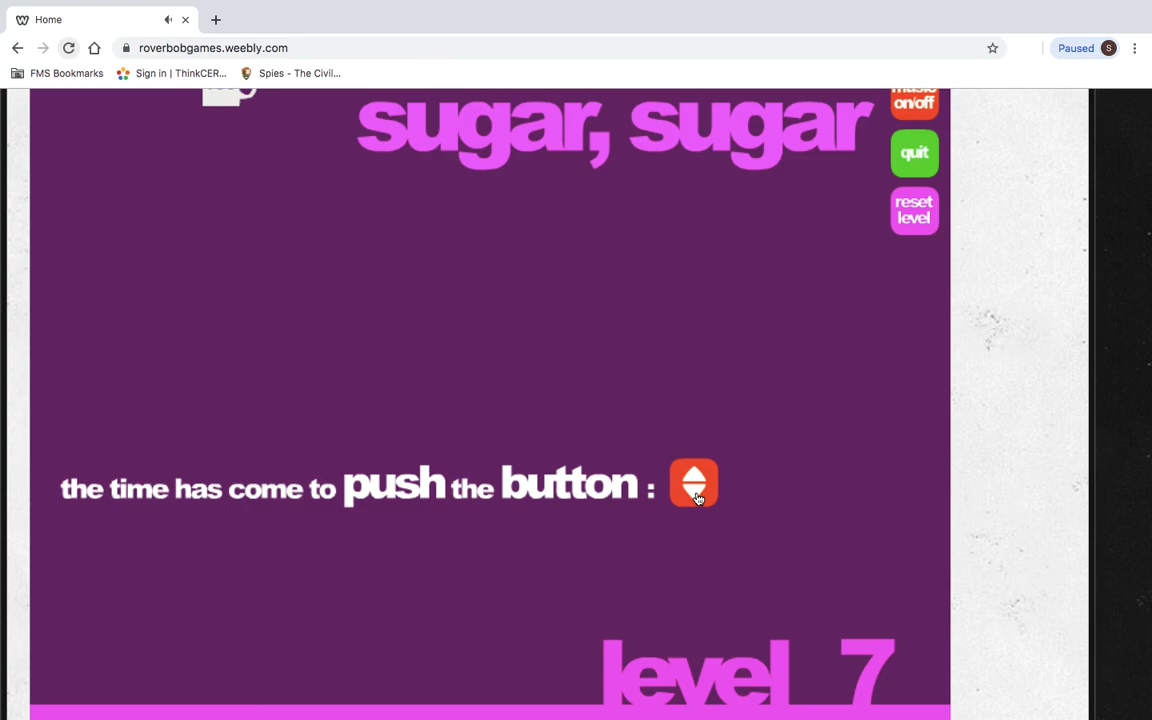 Home
roverbobgames.weebly.com
Paused S
FMS Bookmarks Sign in | ThinkCER... Spies - The Civil...
sugar, sugar
on/off
quit
reset
level
the time has come to push the button :
level 7